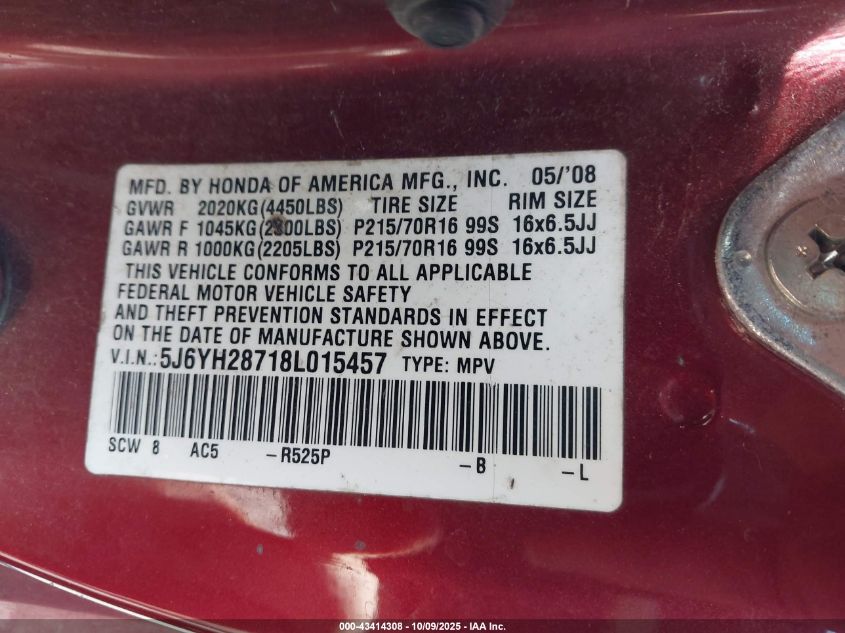 MFD. BY HONDA OF AMERICA MFG., INC. 05/'08
GVWR 2020KG(4450LBS) TIRE SIZE RIM SIZE
GAWR F 1045KG(2300LBS) P215/70R16 99S 16x6.5JJ
GAWR R 1000KG(2205LBS) P215/70R16 99S 16x6.5JJ
THIS VEHICLE CONFORMS TO ALL APPLICABLE
FEDERAL MOTOR VEHICLE SAFETY
AND THEFT PREVENTION STANDARDS IN EFFECT
ON THE DATE OF MANUFACTURE SHOWN ABOVE.
V.I.N.:5J6YH28718L015457 TYPE: MPV
SCW 8 AC5 -R525P -B -L
000-43414308 - 10/09/2025 - IAA Inc.